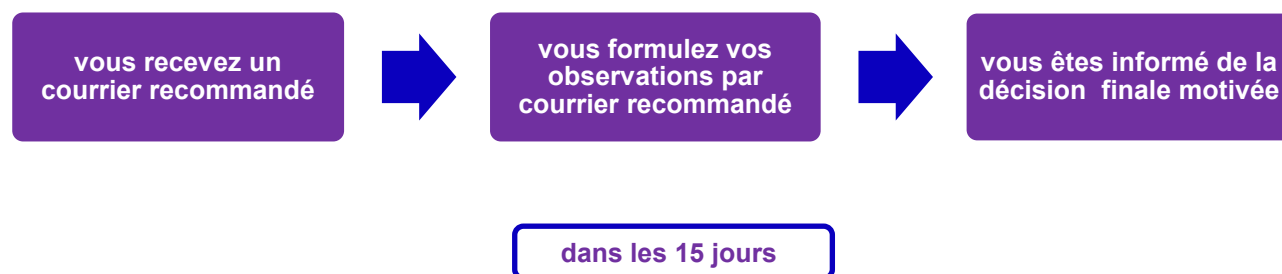 vous recevez un
courrier recommandé
vous formulez vos
observations par
courrier recommandé
vous êtes informé de la
décision  finale motivée
dans les 15 jours